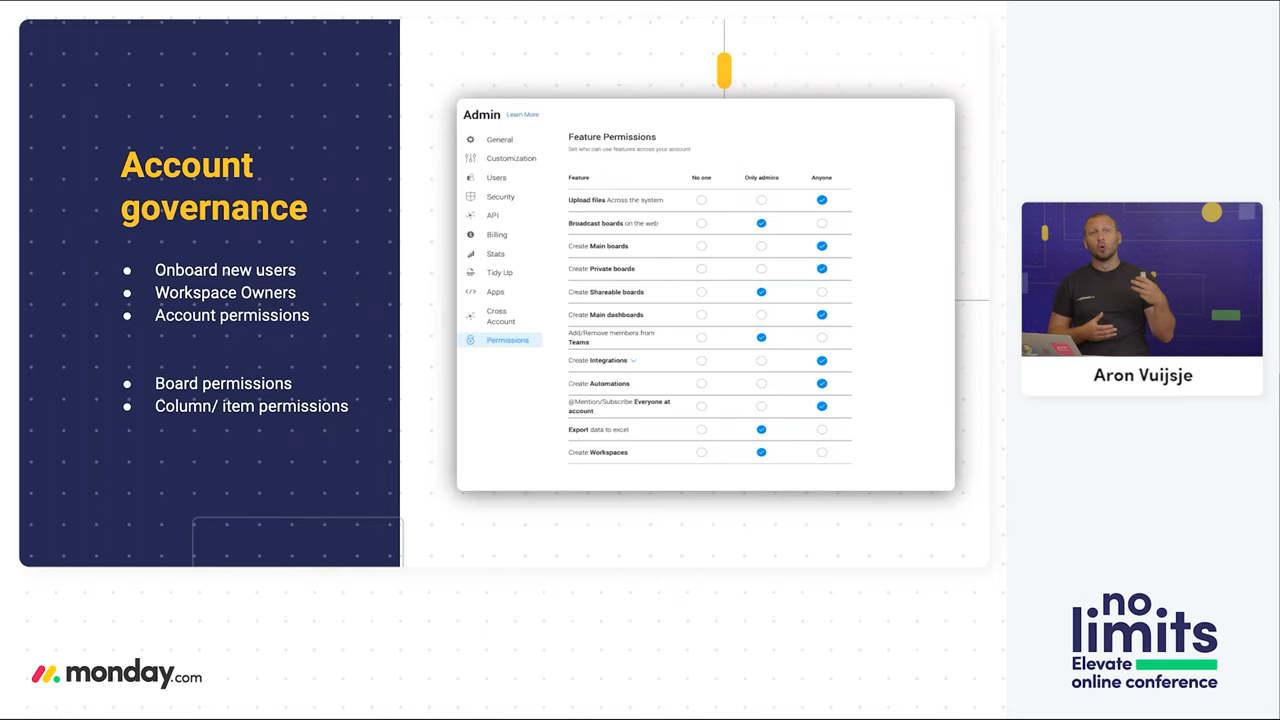 Account
governance
● Onboard new users
● Workspace Owners
● Account permissions
● Board permissions
● Column/ item permissions
Admin Learn More
General
Customization
Users
Security
API
Billing
Stats
Tidy Up
Apps
Cross
Account
Permissions
Feature Permissions
Set who can use features across your account
Feature No one Only admins Anyone
Upload files Across the system
Broadcast boards on the web
Create Main boards
Create Private boards
Create Shareable boards
Create Main dashboards
Add/Remove members from
Teams
Create Integrations
Create Automations
@Mention/Subscribe Everyone at
account
Export data to excel
Create Workspaces
Aron Vuijsje
monday.com
no
limits
Elevate
online conference